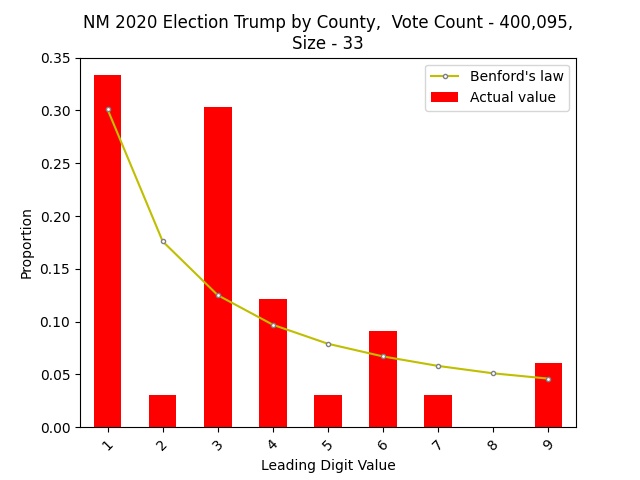 NM 2020 Election Trump by County,  Vote Count - 400,095,
Size - 33
Benford's law
Actual value
Proportion
0.35
0.30
0.25
0.20
0.15
0.10
0.05
0.00
1
2
3
4
5
6
7
8
9
Leading Digit Value